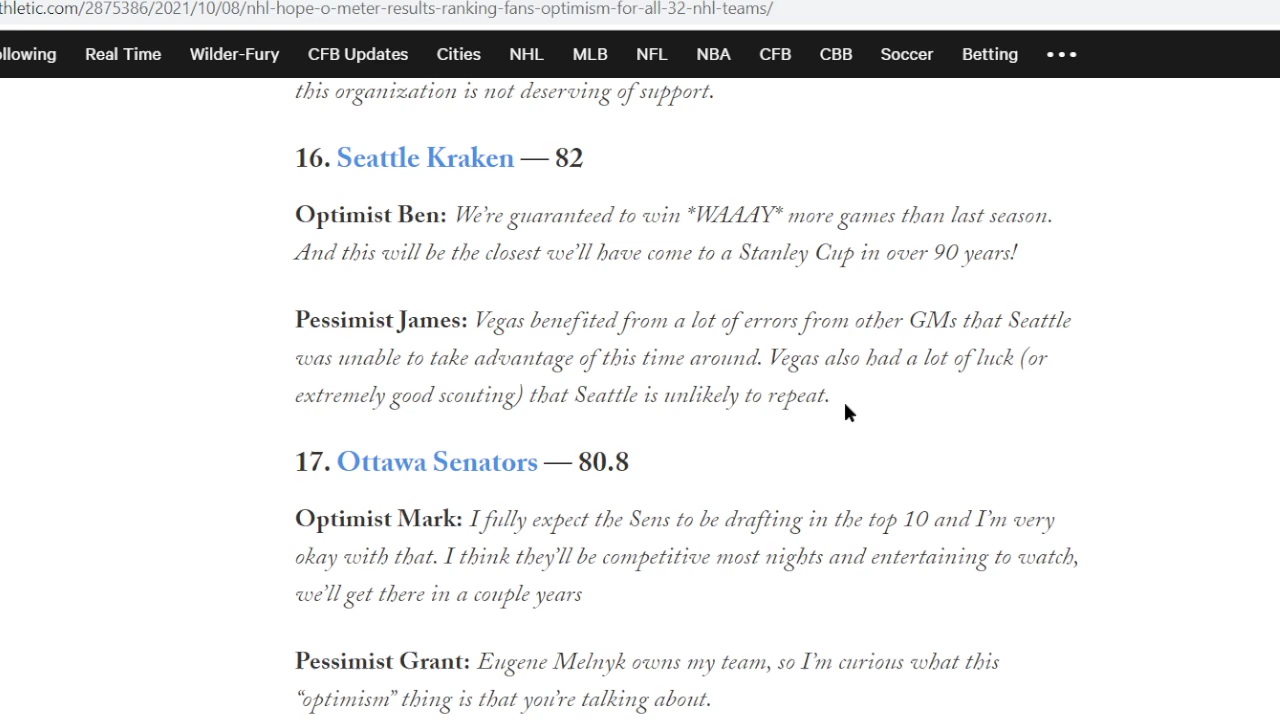 thletic.com/2875386/2021/10/08/nhl-hope-o-meter-results-ranking-fans-optimism-for-all-32-nhl-teams/
ollowing Real Time Wilder-Fury CFB Updates Cities NHL MLB NFL NBA CFB CBB Soccer Betting •••
this organization is not deserving of support.
16. Seattle Kraken — 82
Optimist Ben: We're guaranteed to win *WAAAY* more games than last season.
And this will be the closest we'll have come to a Stanley Cup in over 90 years!
Pessimist James: Vegas benefited from a lot of errors from other GMs that Seattle
was unable to take advantage of this time around. Vegas also had a lot of luck (or
extremely good scouting) that Seattle is unlikely to repeat.
17. Ottawa Senators — 80.8
Optimist Mark: I fully expect the Sens to be drafting in the top 10 and I'm very
okay with that. I think they'll be competitive most nights and entertaining to watch,
we'll get there in a couple years
Pessimist Grant: Eugene Melnyk owns my team, so I'm curious what this
“optimism” thing is that you're talking about.